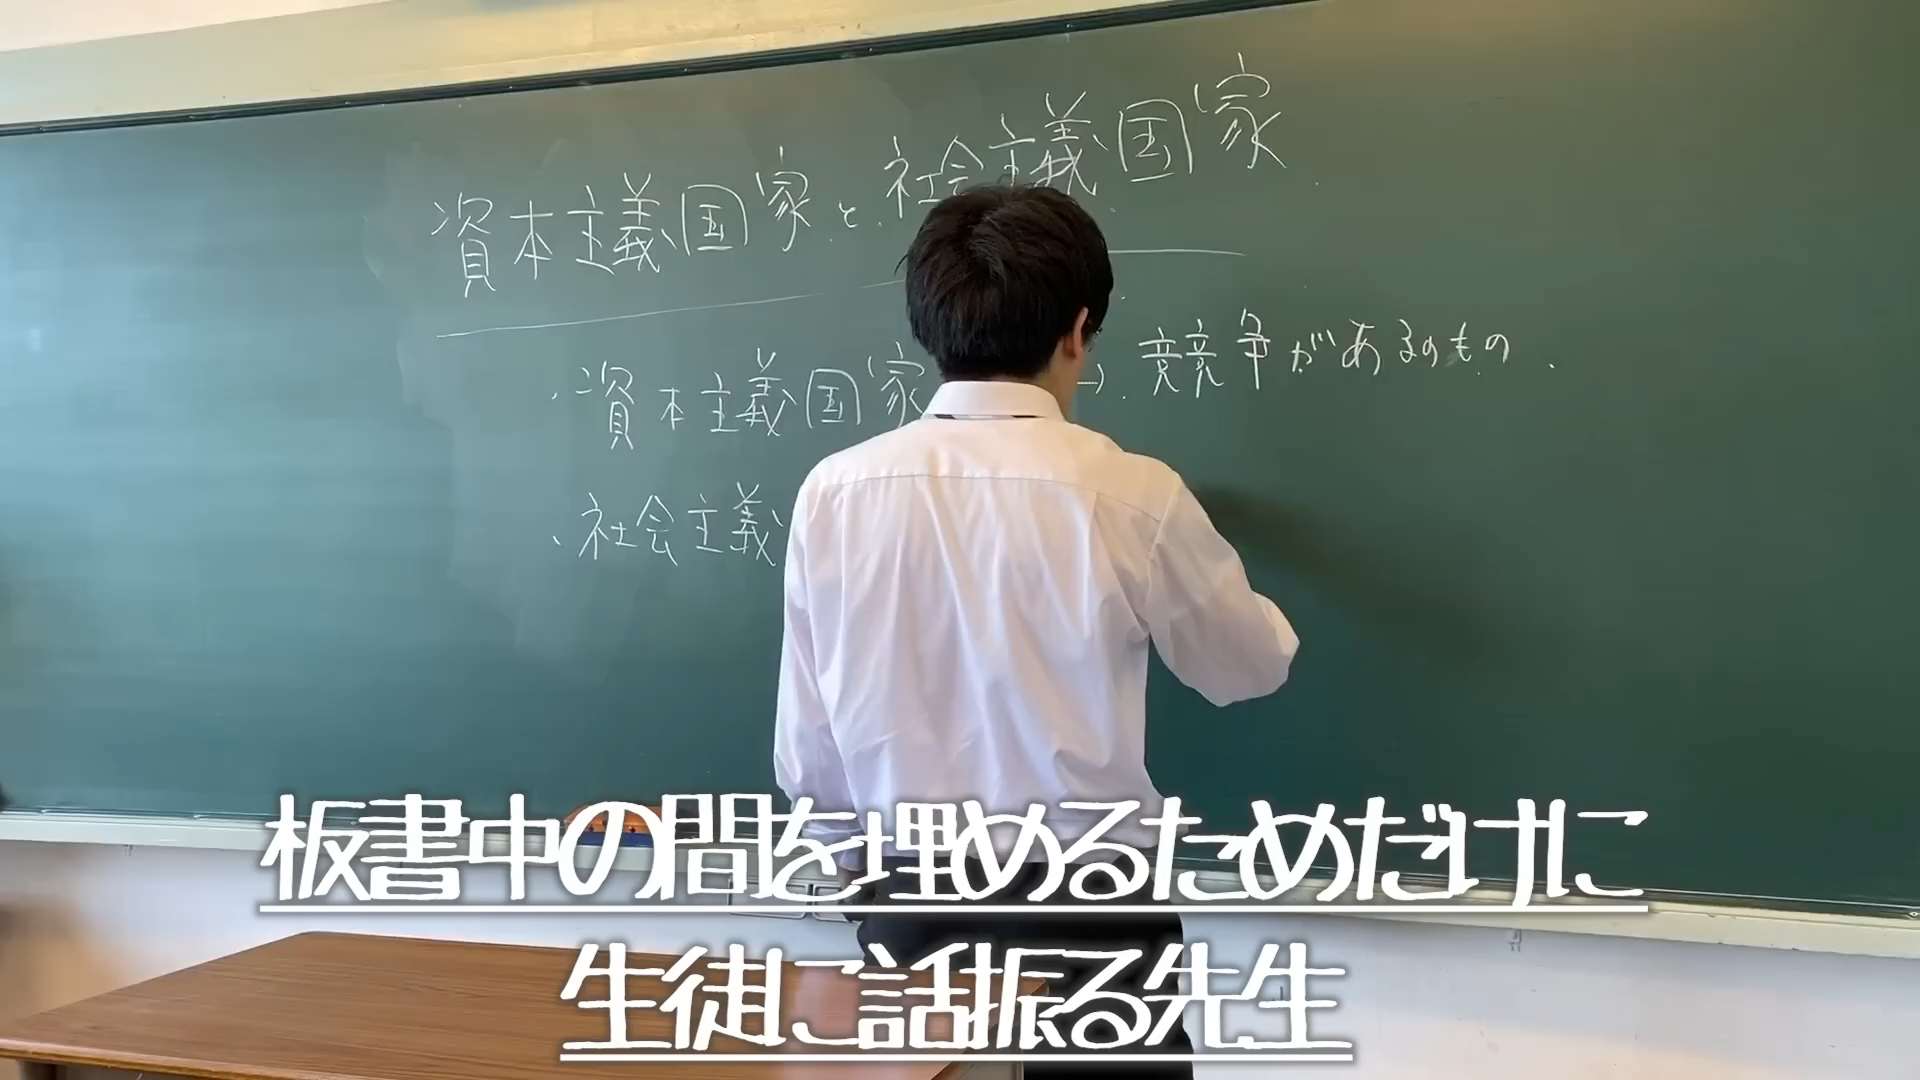 資本主義国家と社会主義国家
・資本主義国家 → 競争があるのもの
・社会主義
板書中の間を埋めるためだけに
生徒に話振る先生